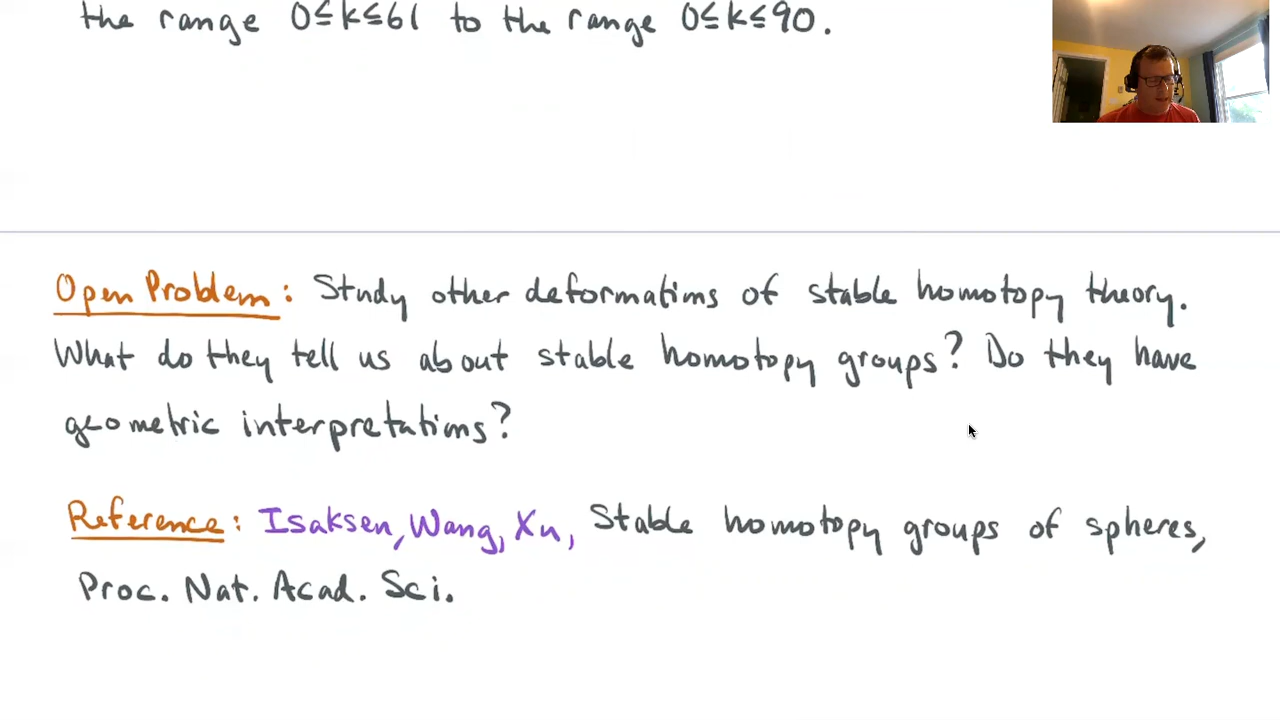 the range 0≤k≤61 to the range 0≤k≤90.
Open Problem: Study other deformations of stable homotopy theory.
What do they tell us about stable homotopy groups? Do they have
geometric interpretations?
Reference: Isaksen, Wang, Xu, Stable homotopy groups of spheres,
Proc. Nat. Acad. Sci.